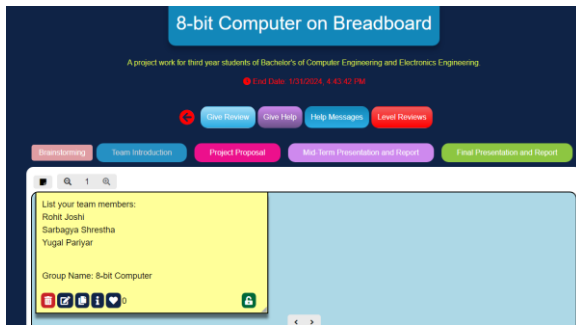 8-bit Computer on Breadboard
A project work for third year students of Bachelor's of Computer Engineering and Electronics Engineering.
End Date: 1/31/2024, 4:43:42 PM
Give Review
Give Help
Help Messages
Level Reviews
Brainstorming
Team Introduction
Project Proposal
Mid-Term Presentation and Report
Final Presentation and Report
1
List your team members:
Rohit Joshi
Sarbagya Shrestha
Yugal Pariyar
Group Name: 8-bit Computer
0